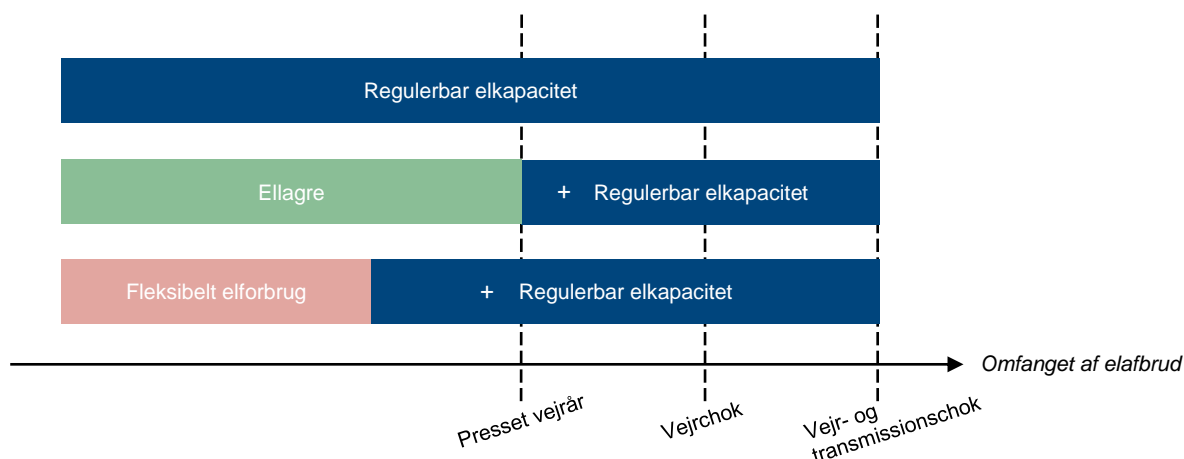 Regulerbar elkapacitet
Ellagre
+ Regulerbar elkapacitet
Fleksibelt elforbrug
+ Regulerbar elkapacitet
Omfanget af elafbrud
Presset vejrår
Vejrchok
Vejr- og
transmissionschok